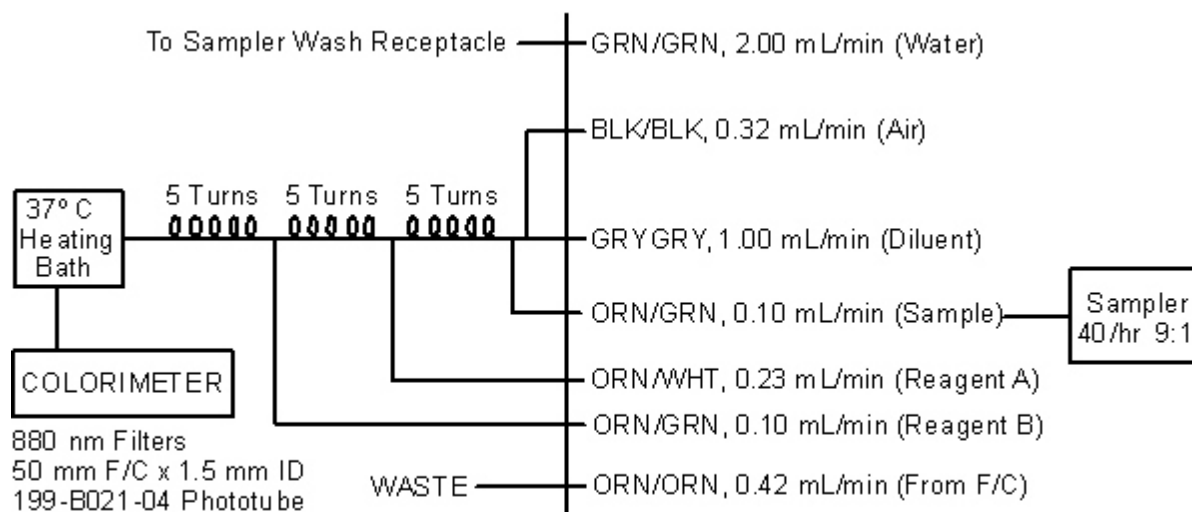 To Sampler Wash Receptacle
GRN/GRN, 2.00 mL/min (Water)
BLK/BLK, 0.32 mL/min (Air)
5 Turns
5 Turns
5 Turns
37° C
Heating
Bath
GRYGRY, 1.00 mL/min (Diluent)
ORN/GRN, 0.10 mL/min (Sample)
Sampler
40/hr 9:1
COLORIMETER
ORN/WHT, 0.23 mL/min (Reagent A)
ORN/GRN, 0.10 mL/min (Reagent B)
880 nm Filters
50 mm F/C x 1.5 mm ID
199-B021-04 Phototube
WASTE
ORN/ORN, 0.42 mL/min (From F/C)